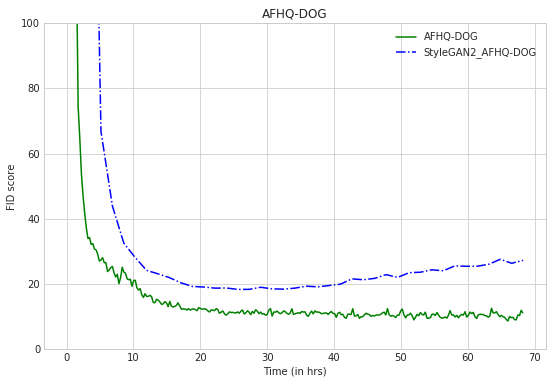 AFHQ-DOG
AFHQ-DOG
StyleGAN2_AFHQ-DOG
FID score
100
80
60
40
20
0
0 10 20 30 40 50 60 70
Time (in hrs)